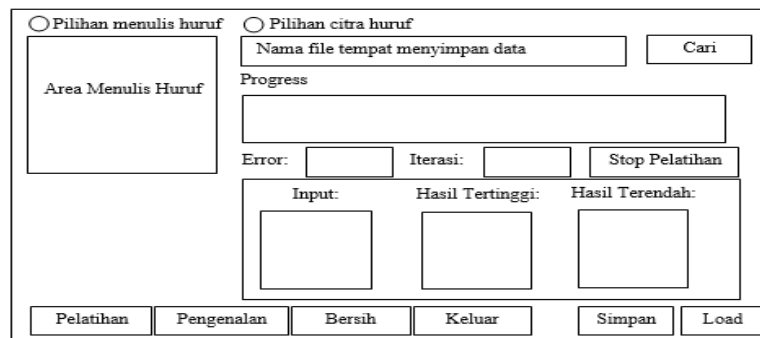 Pilihan menulis huruf
Pilihan citra huruf
Nama file tempat menyimpan data
Cari
Area Menulis Huruf
Progress
Error:
Iterasi:
Stop Pelatihan
Input:
Hasil Tertinggi:
Hasil Terendah:
Pelatihan
Pengenalan
Bersih
Keluar
Simpan
Load